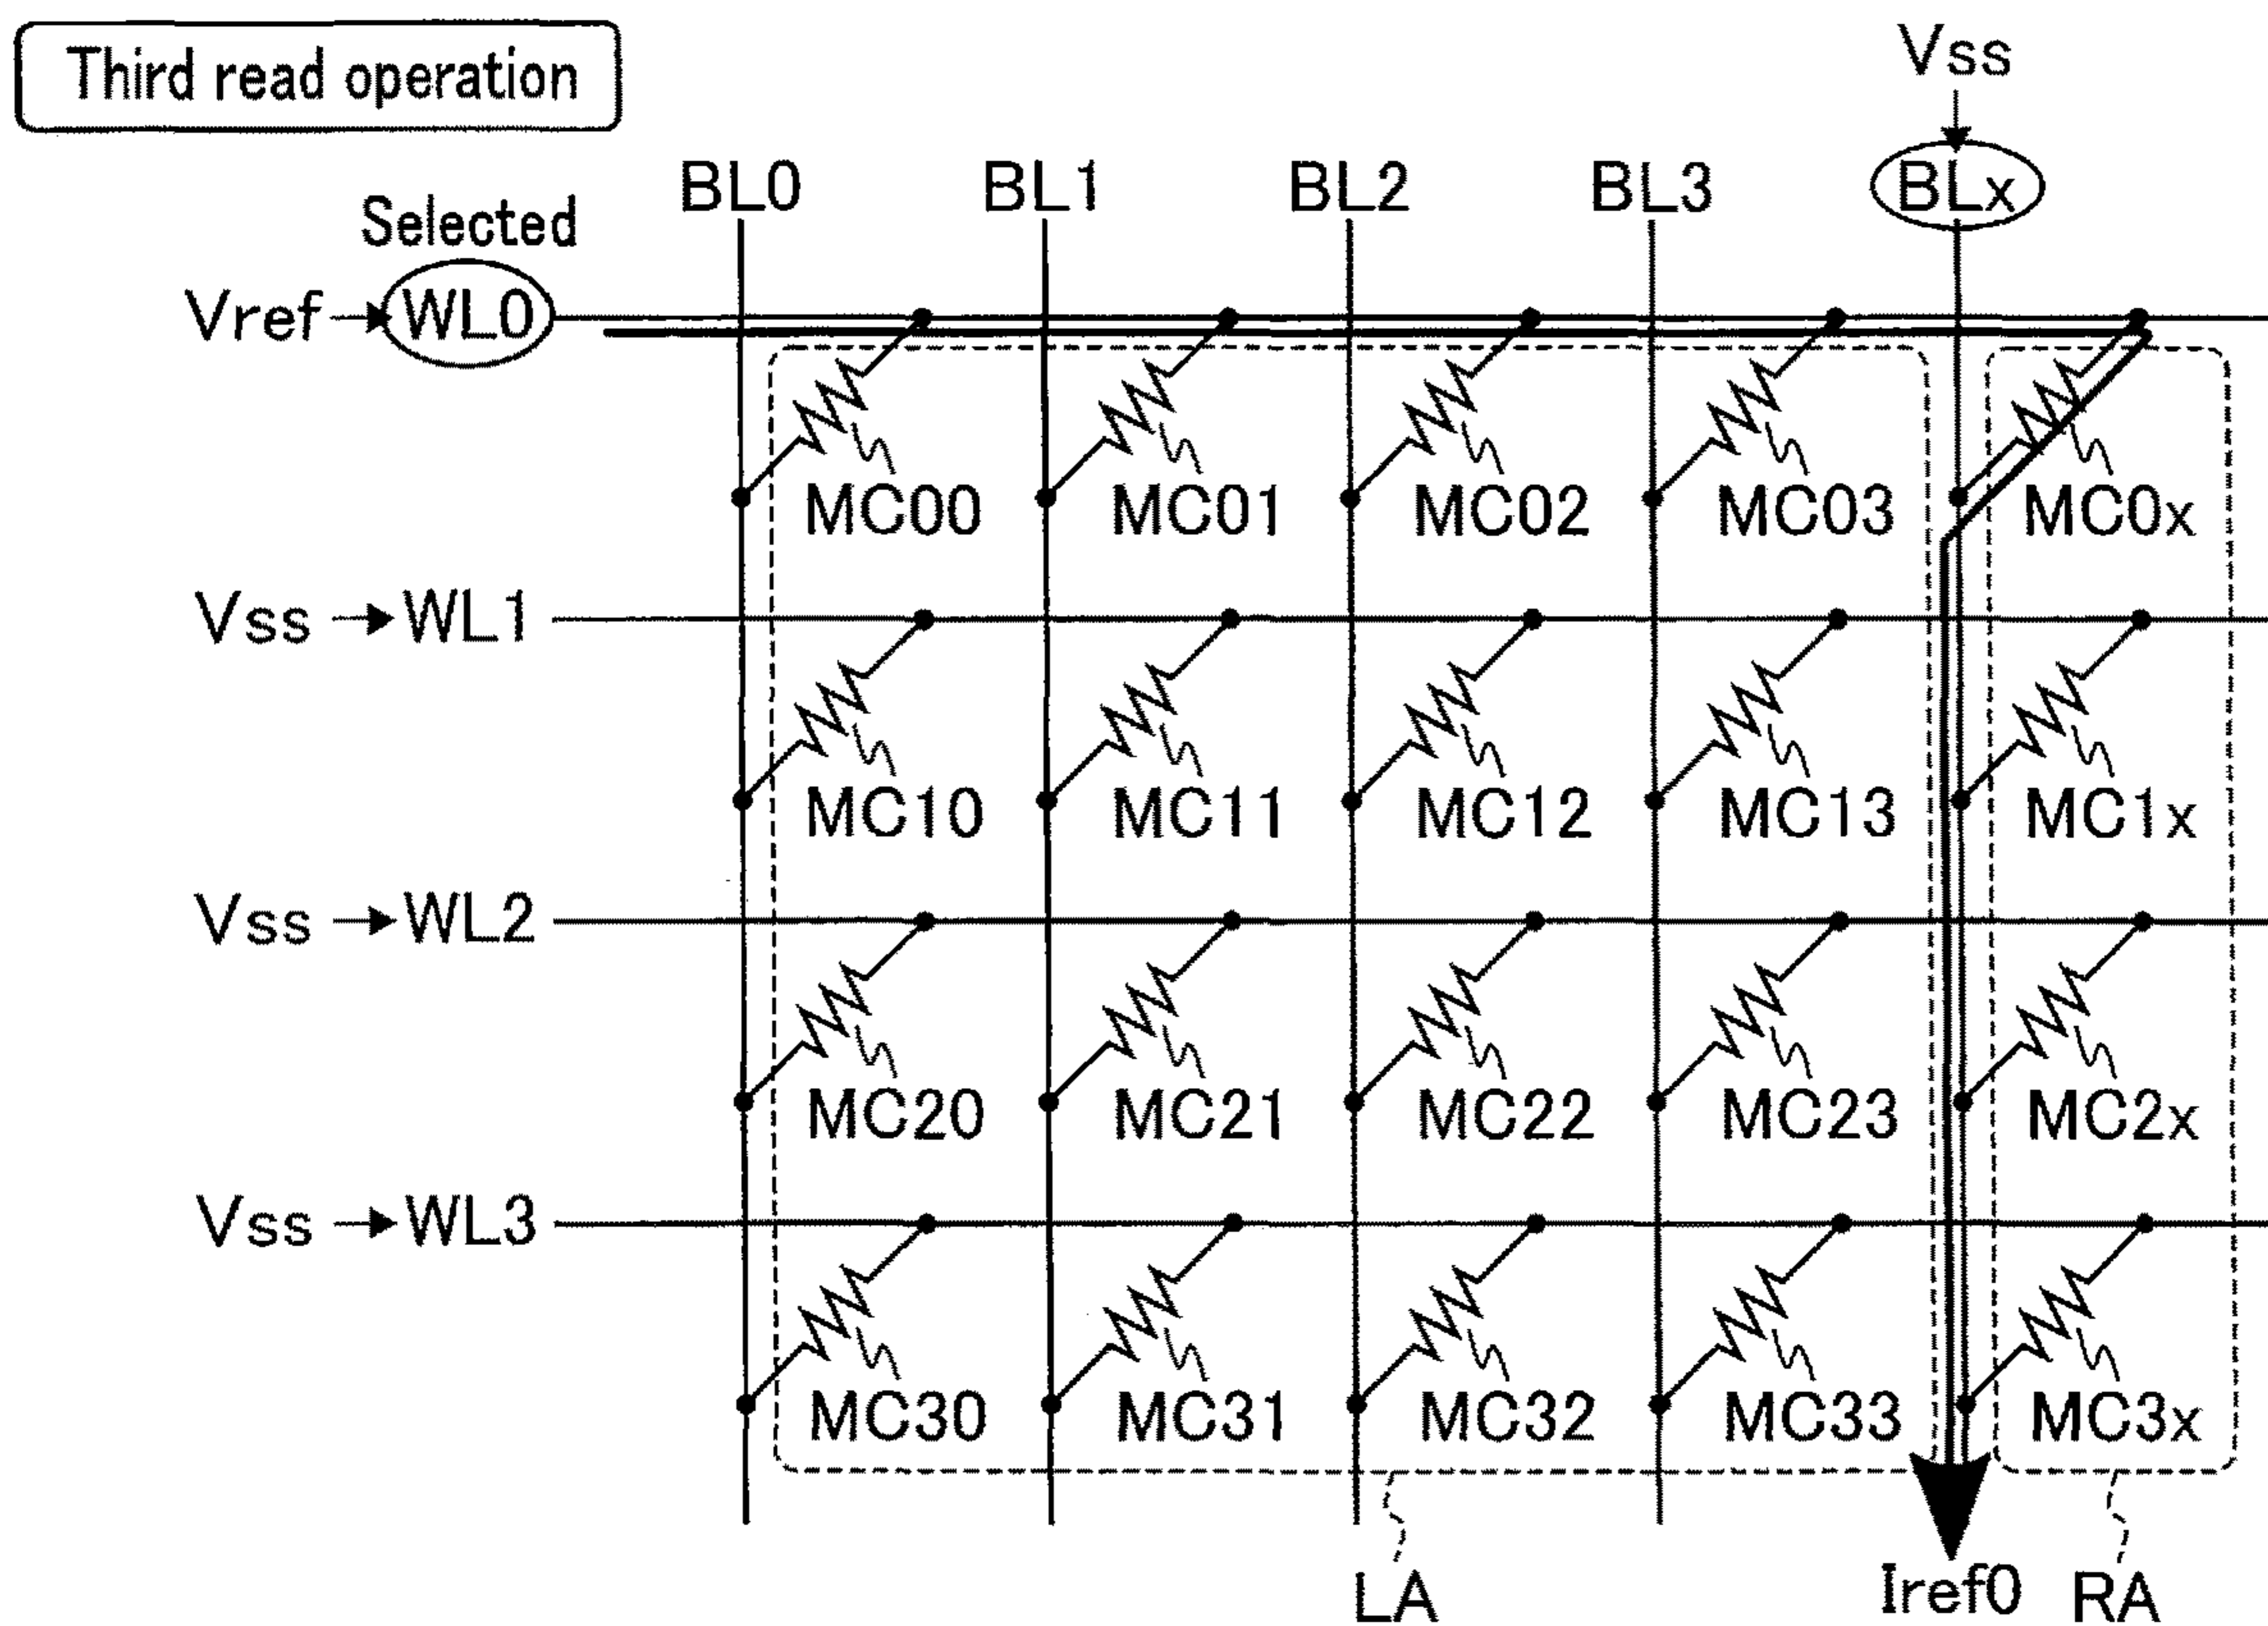 Third read operation
Vss
BL0 BL1 BL2 BL3 BLx
Selected
Vref WL0
MC00 MC01 MC02 MC03 MC0x
Vss WL1
MC10 MC11 MC12 MC13 MC1x
Vss WL2
MC20 MC21 MC22 MC23 MC2x
Vss WL3
MC30 MC31 MC32 MC33 MC3x
LA Iref0 RA